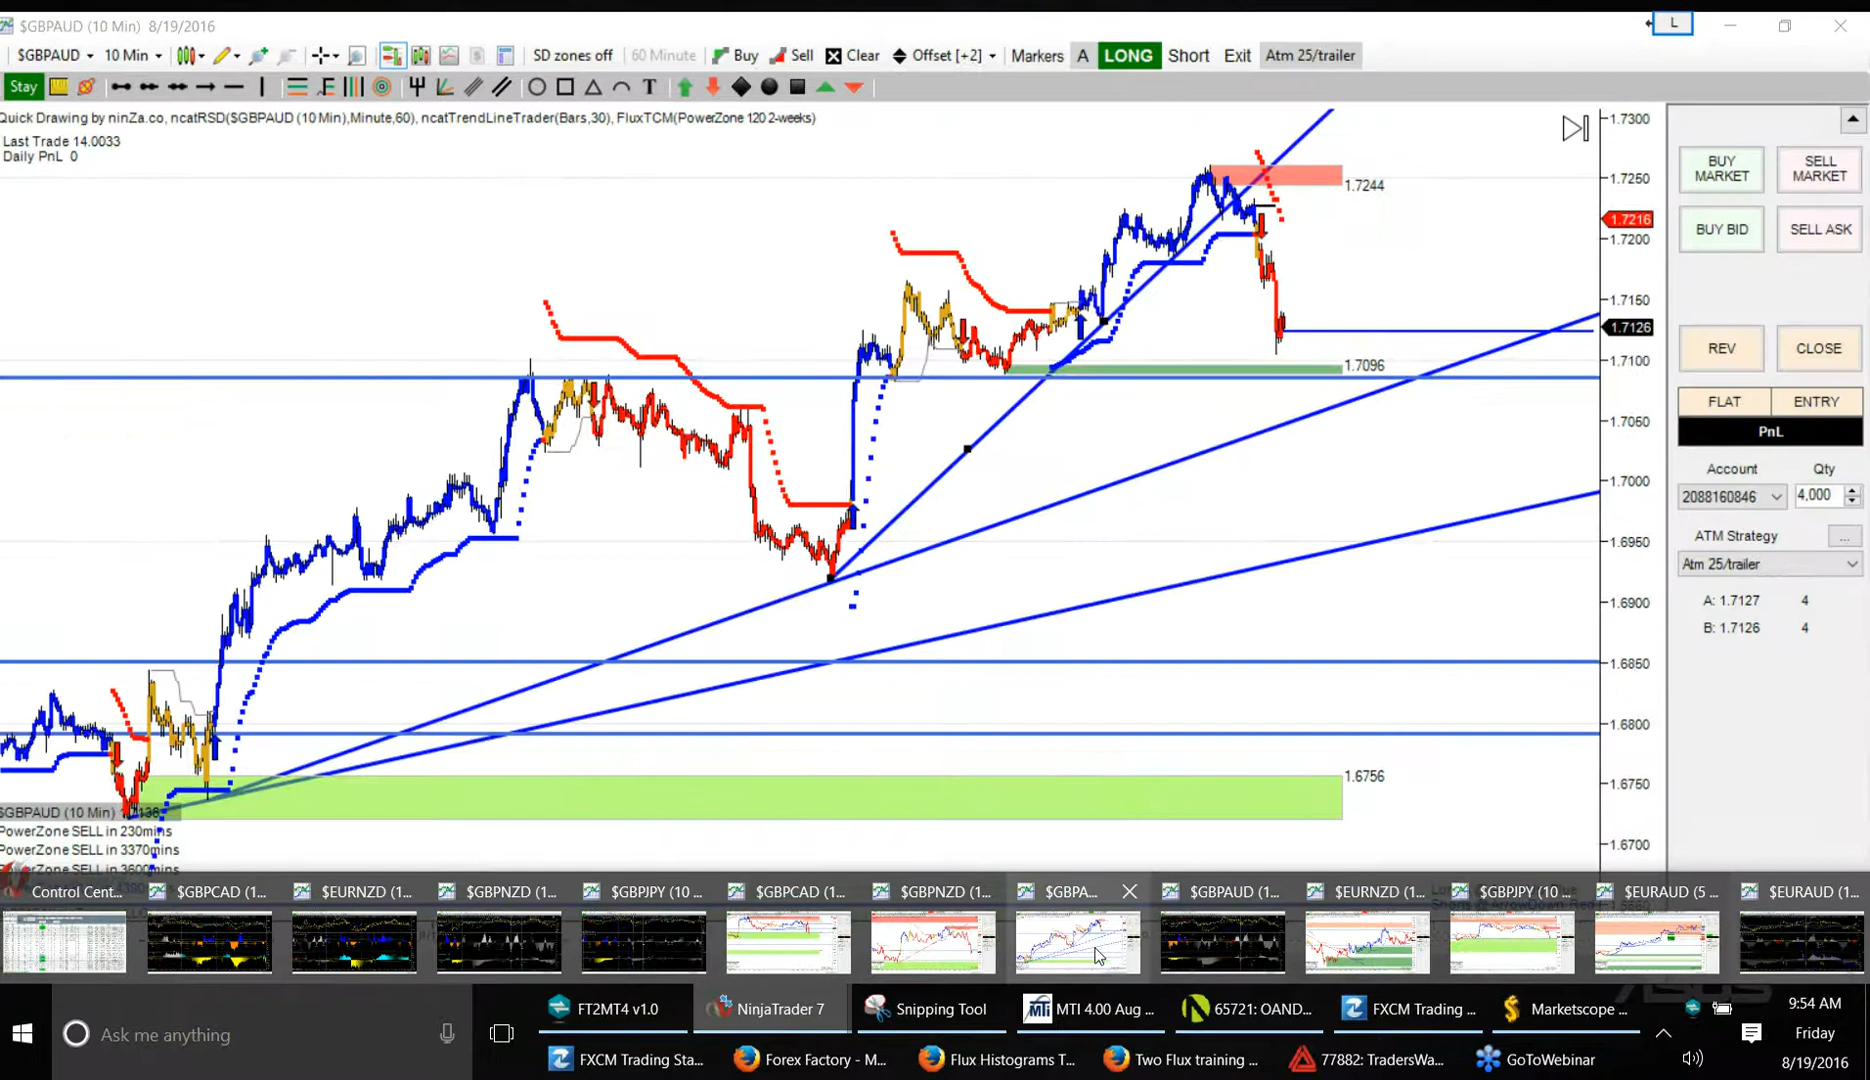 $GBPAUD (10 Min)  8/19/2016
L
$GBPAUD 10 Min SD zones off 60 Minute Buy Sell Clear Offset [+2] Markers A LONG Short Exit Atm 25/trailer
Stay T
Quick Drawing by ninZa.co, ncatRSD($GBPAUD (10 Min),Minute,60), ncatTrendLineTrader(Bars,30), FluxTCM(PowerZone 120 2-weeks)
Last Trade 14.0033
Daily PnL 0
1.7244
1.7096
1.6756
1.7300
1.7250
1.7216
1.7200
1.7150
1.7126
1.7100
1.7050
1.7000
1.6950
1.6900
1.6850
1.6800
1.6750
1.6700
BUY MARKET
SELL MARKET
BUY BID
SELL ASK
REV
CLOSE
FLAT
ENTRY
PnL
Account Qty
2088160846 4,000
ATM Strategy ...
Atm 25/trailer
A: 1.7127 4
B: 1.7126 4
$GBPAUD (10 Min)
PowerZone SELL in 230mins
PowerZone SELL in 3370mins
PowerZone SELL in 3600mins
Control Cent... $GBPCAD (1... $EURNZD (1... $GBPNZD (1... $GBPJPY (10 ... $GBPCAD (1... $GBPNZD (1... $GBPA... $GBPAUD (1... $EURNZD (1... $GBPJPY (10 ... $EURAUD (5 ... $EURAUD (1...
ASUS
FT2MT4 v1.0 NinjaTrader 7 Snipping Tool MTI 4.00 Aug ... 65721: OAND... FXCM Trading ... Marketscope ... 9:54 AM
Ask me anything Friday
FXCM Trading Sta... Forex Factory - M... Flux Histograms T... Two Flux training ... 77882: TradersWa... GoToWebinar 8/19/2016